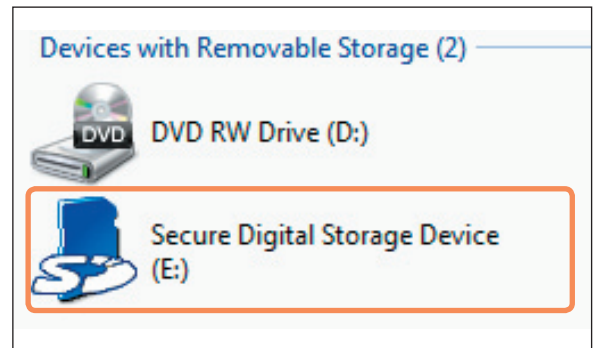 Devices with Removable Storage (2)
DVD
DVD RW Drive (D:)
SD
Secure Digital Storage Device
(E:)